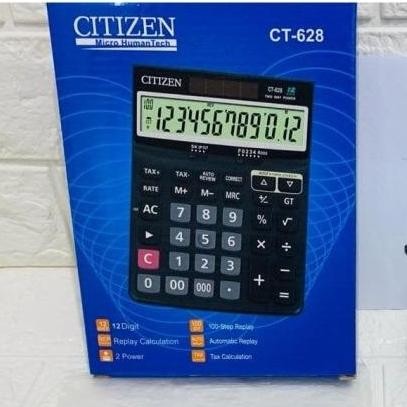 CITIZEN
Micro HumanTech
CT-628
CITIZEN
CT-628
TWO WAY POWER
123456789012
TAX+ TAX- AUTO REVIEW CORRECT
RATE M+ M- MRC +/- GT
AC 7 8 9 % √
▶ 4 5 6 × ÷
C 1 2 3 + -
0 00 000 . =
12 Digit 100-Step Replay
Replay Calculation Automatic Replay
2 Power Tax Calculation